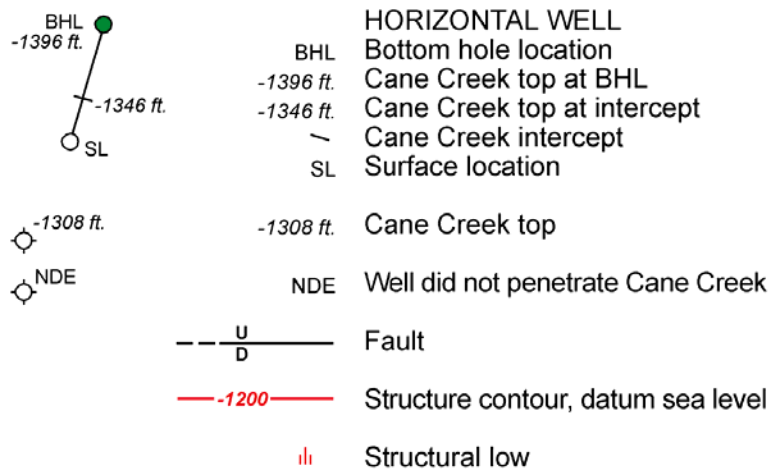 BHL HORIZONTAL WELL
-1396 ft. BHL Bottom hole location
-1396 ft. Cane Creek top at BHL
-1346 ft. -1346 ft. Cane Creek top at intercept
Cane Creek intercept
SL SL Surface location
-1308 ft. -1308 ft. Cane Creek top
NDE NDE Well did not penetrate Cane Creek
U
D Fault
-1200 Structure contour, datum sea level
Structural low